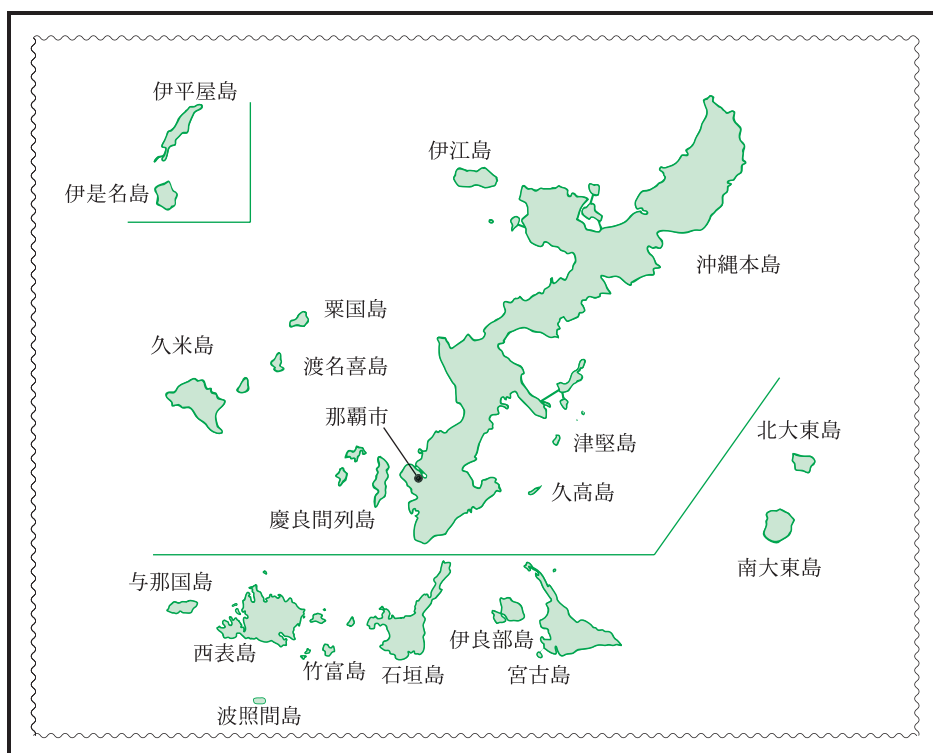 伊平屋島
伊江島
伊是名島
沖縄本島
粟国島
久米島
渡名喜島
那覇市
北大東島
津堅島
久高島
慶良間列島
南大東島
与那国島
伊良部島
西表島
竹富島
石垣島
宮古島
波照間島